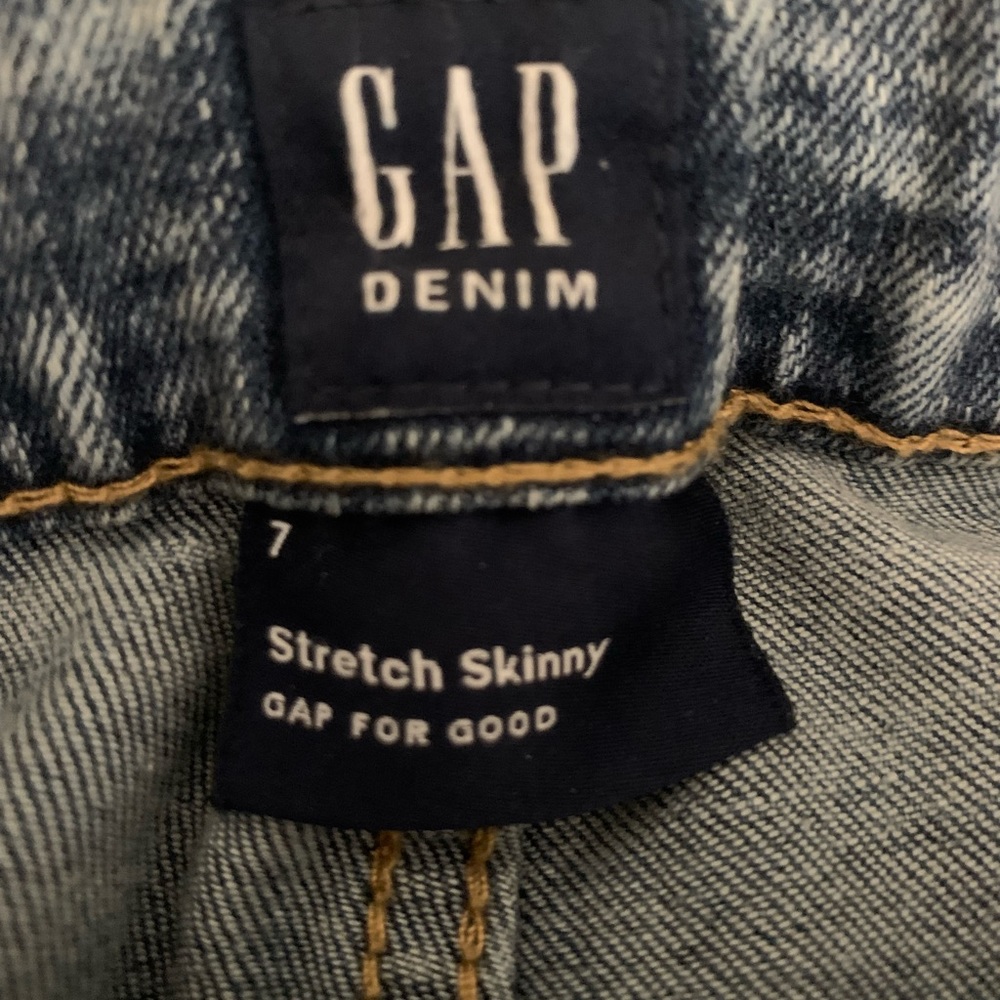 GAP
DENIM
7
Stretch Skinny
GAP FOR GOOD